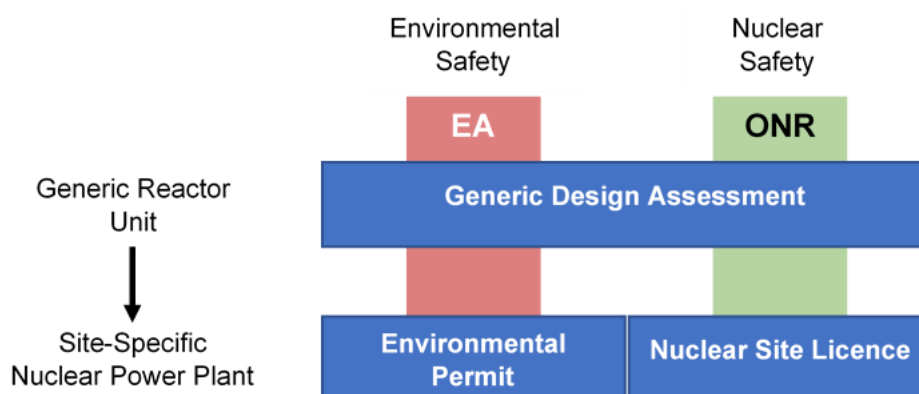 Environmental
Safety
Nuclear
Safety
EA
ONR
Generic Reactor
Unit
Generic Design Assessment
Site-Specific
Nuclear Power Plant
Environmental
Permit
Nuclear Site Licence